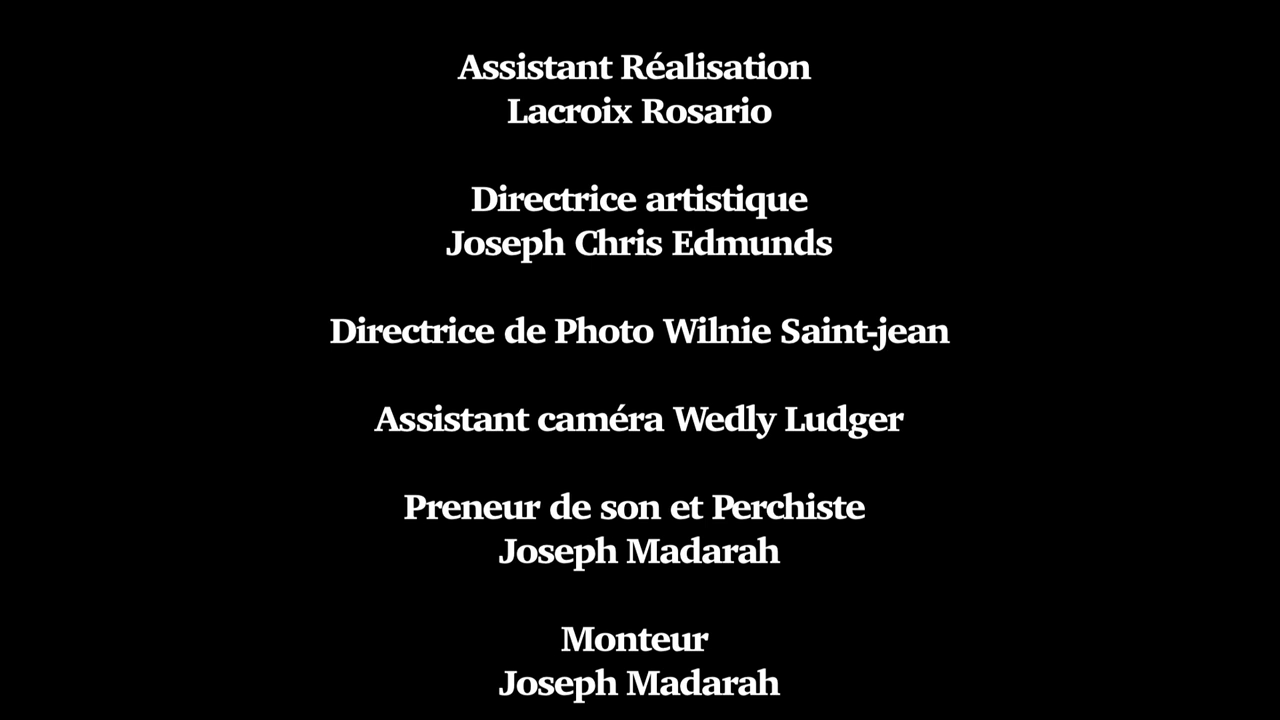 Assistant Réalisation
Lacroix Rosario
Directrice artistique
Joseph Chris Edmunds
Directrice de Photo Wilnie Saint-jean
Assistant caméra Wedly Ludger
Preneur de son et Perchiste
Joseph Madarah
Monteur
Joseph Madarah